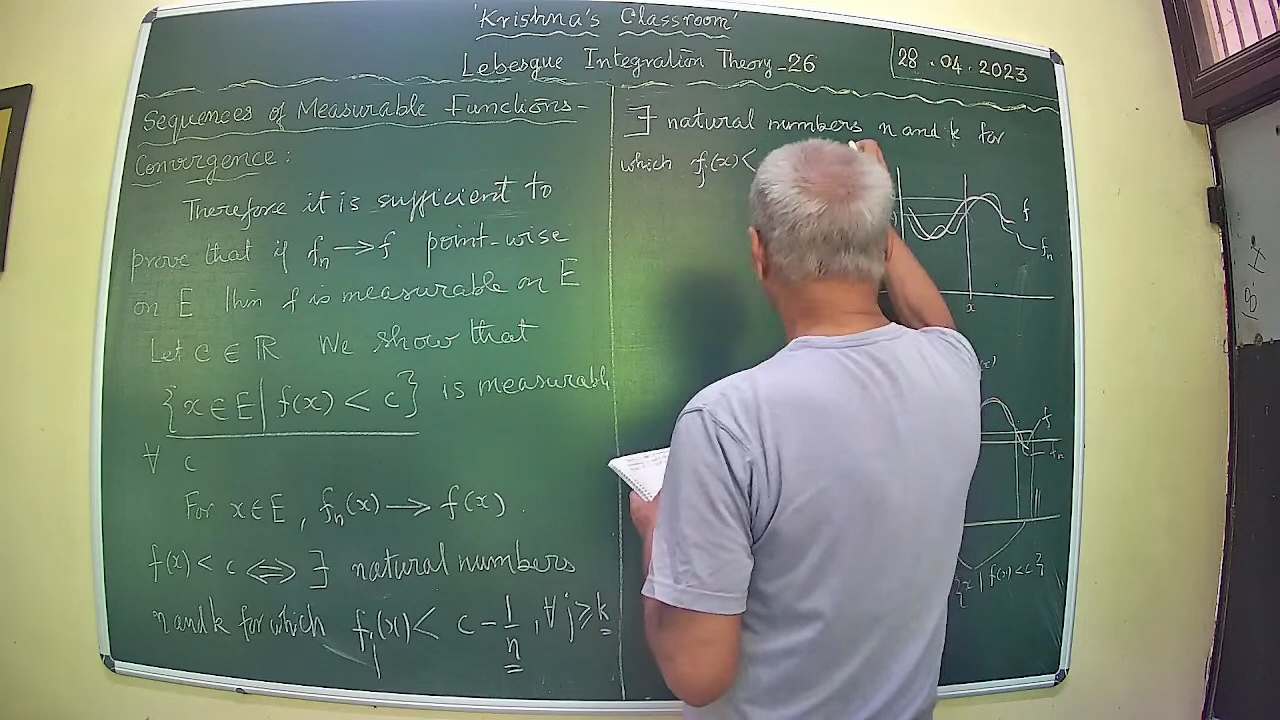 'Krishna's Classroom'
Lebesgue Integration Theory-26
28.04.2023
Sequences of Measurable Functions-
Convergence:
Therefore it is sufficient to
prove that if fₙ → f point-wise
on E then f is measurable on E
Let c ∈ ℝ We show that
{x ∈ E | f(x) < c} is measurable
∀ c
For x ∈ E, fₙ(x) → f(x).
f(x) < c ⇔ ∃ natural numbers
n and k for which fⱼ(x) < c - 1/n, ∀ j ≥ k
∃ natural numbers n and k for
which fⱼ(x) <
f
fₙ
x
f
fₙ
{x | f(x) < c}